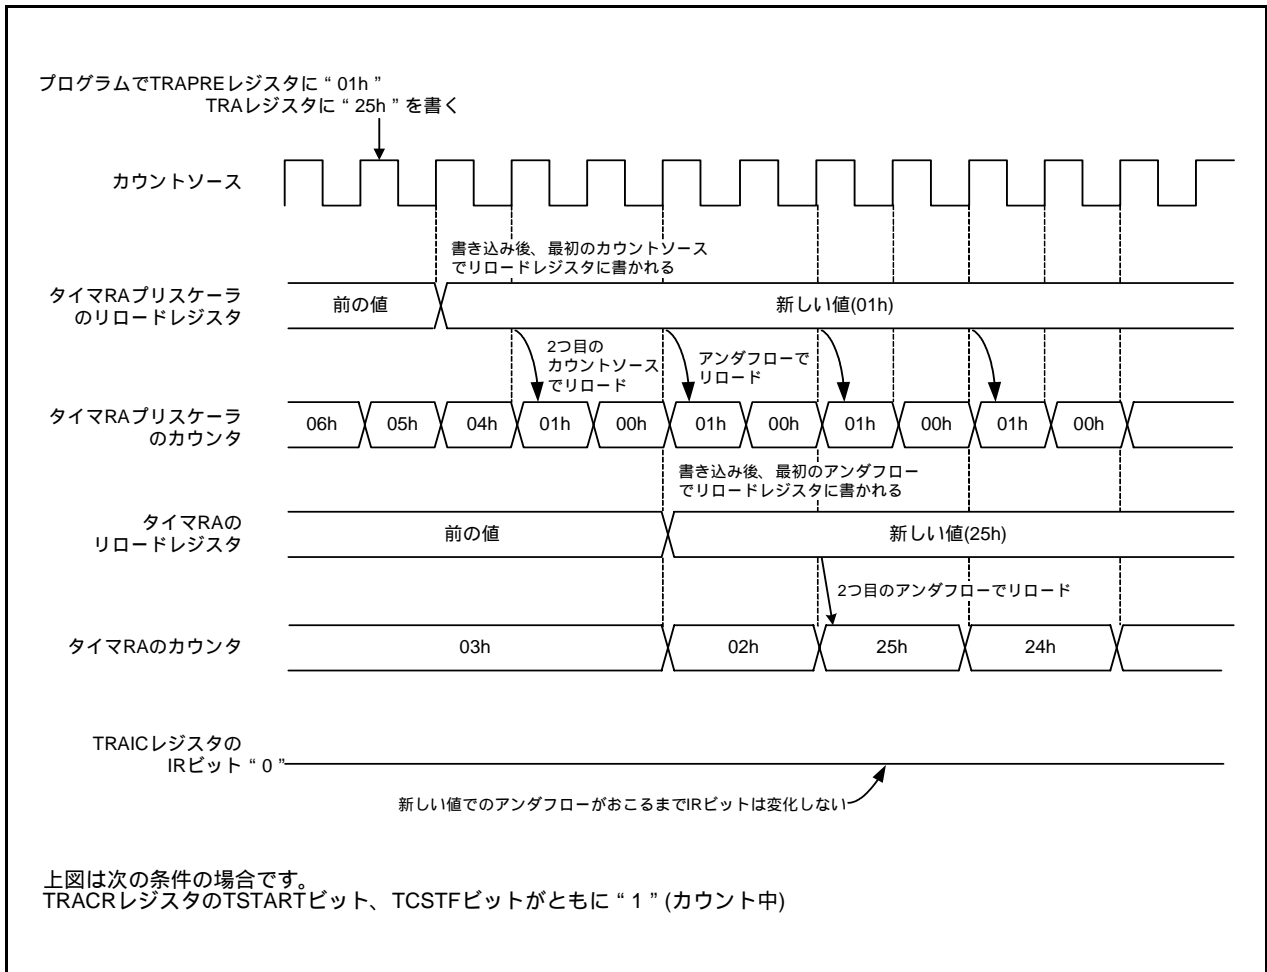 プログラムでTRAPREレジスタに“ 01h ”
TRAレジスタに“ 25h ” を書く
カウントソース
書き込み後、最初のカウントソース
でリロードレジスタに書かれる
タイマRAプリスケーラ
のリロードレジスタ
前の値
新しい値(01h)
2つ目の
カウントソース
でリロード
アンダフローで
リロード
タイマRAプリスケーラ
のカウンタ
06h
05h
04h
01h
00h
01h
00h
01h
00h
01h
00h
書き込み後、最初のアンダフロー
でリロードレジスタに書かれる
タイマRAの
リロードレジスタ
前の値
新しい値(25h)
2つ目のアンダフローでリロード
タイマRAのカウンタ
03h
02h
25h
24h
TRAICレジスタの
IRビット “ 0 ”
新しい値でのアンダフローがおこるまでIRビットは変化しない
上図は次の条件の場合です。
TRACRレジスタのTSTARTビット、TCSTFビットがともに “ 1 ” (カウント中)